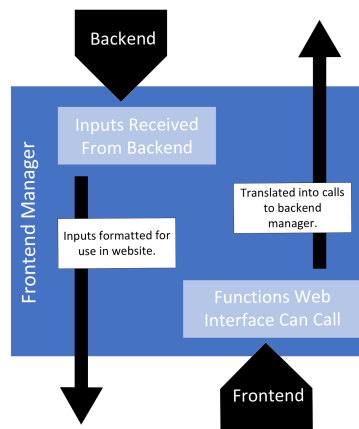 Backend
Inputs Received
From Backend
Frontend Manager
Translated into calls
to backend
manager.
Inputs formatted for
use in website.
Functions Web
Interface Can Call
Frontend